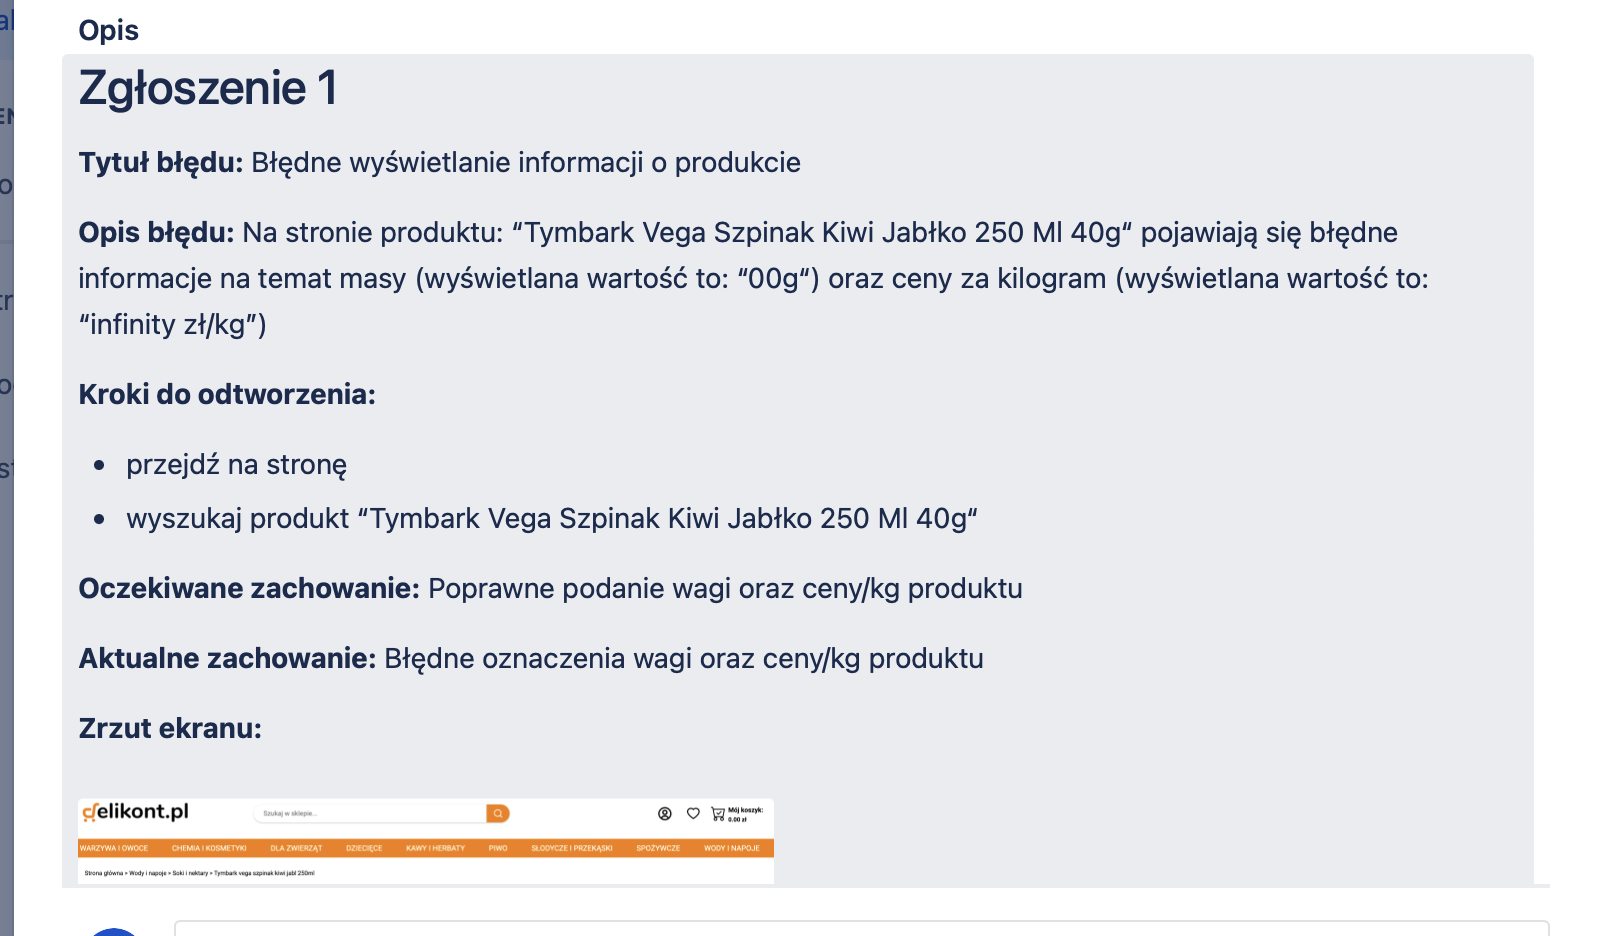 Opis
Zgłoszenie 1
Tytuł błędu: Błędne wyświetlanie informacji o produkcie
Opis błędu: Na stronie produktu: “Tymbark Vega Szpinak Kiwi Jabłko 250 Ml 40g“ pojawiają się błędne
informacje na temat masy (wyświetlana wartość to: “00g“) oraz ceny za kilogram (wyświetlana wartość to:
“infinity zł/kg”)
Kroki do odtworzenia:
• przejdź na stronę
• wyszukaj produkt “Tymbark Vega Szpinak Kiwi Jabłko 250 Ml 40g“
Oczekiwane zachowanie: Poprawne podanie wagi oraz ceny/kg produktu
Aktualne zachowanie: Błędne oznaczenia wagi oraz ceny/kg produktu
Zrzut ekranu:
delikont.pl
Szukaj w sklepie...
Mój koszyk:
0.00 zł
WARZYWA I OWOCE CHEMIA I KOSMETYKI DLA ZWIERZĄT DZIECIĘCE KAWY I HERBATY PIWO SŁODYCZE I PRZEKĄSKI SPOŻYWCZE WODY I NAPOJE
Strona główna > Wody i napoje > Soki i nektary > Tymbark vega szpinak kiwi jabl 250ml